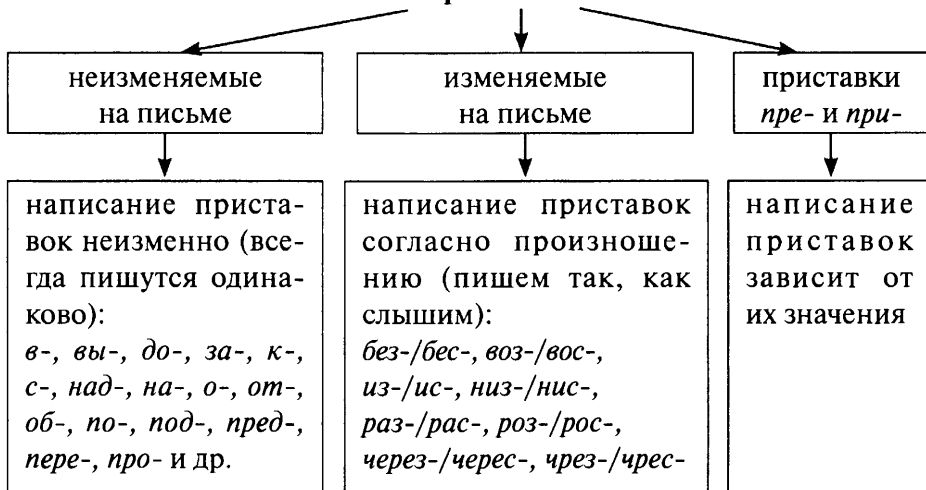 неизменяемые
на письме
изменяемые
на письме
приставки
пре- и при-
написание приста-
вок неизменно (все-
гда пишутся одина-
ково):
в-, вы-, до-, за-, к-,
с-, над-, на-, о-, от-,
об-, по-, под-, пред-,
пере-, про- и др.
написание приставок
согласно произноше-
нию (пишем так, как
слышим):
без-/бес-, воз-/вос-,
из-/ис-, низ-/нис-,
раз-/рас-, роз-/рос-,
через-/черес-, чрез-/чрес-
написание
приставок
зависит от
их значения